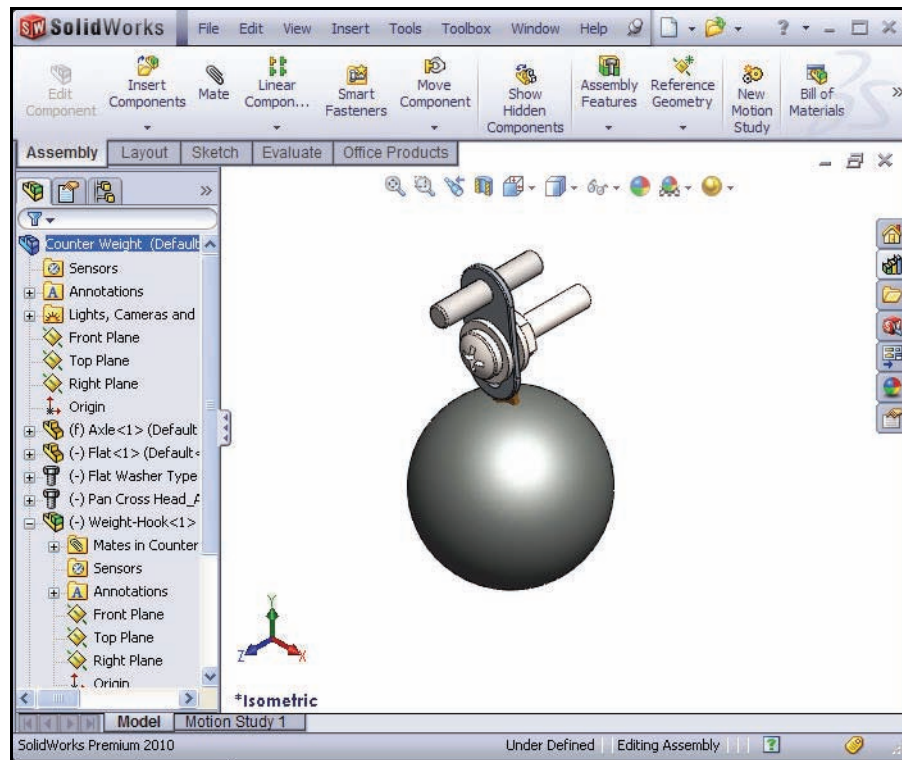 SolidWorks File Edit View Insert Tools Toolbox Window Help ?
Edit Component
Insert Components
Mate
Linear Compon...
Smart Fasteners
Move Component
Show Hidden Components
Assembly Features
Reference Geometry
New Motion Study
Bill of Materials
Assembly Layout Sketch Evaluate Office Products
Counter Weight (Default
Sensors
Annotations
Lights, Cameras and
Front Plane
Top Plane
Right Plane
Origin
(f) Axle<1> (Default
(-) Flat<1> (Default<
(-) Flat Washer Type
(-) Pan Cross Head_A
(-) Weight-Hook<1>
Mates in Counter
Sensors
Annotations
Front Plane
Top Plane
Right Plane
Origin
Y
Z X
*Isometric
Model Motion Study 1
SolidWorks Premium 2010 Under Defined Editing Assembly ?